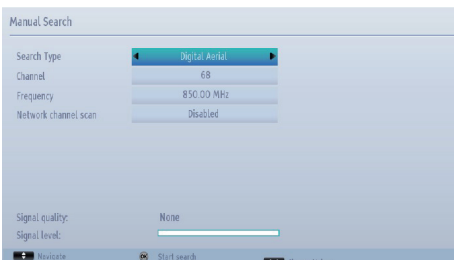 Manual Search
Search Type Digital Aerial
Channel 68
Frequency 850.00 MHz
Network channel scan Disabled
Signal quality: None
Signal level:
Navigate OK Start search